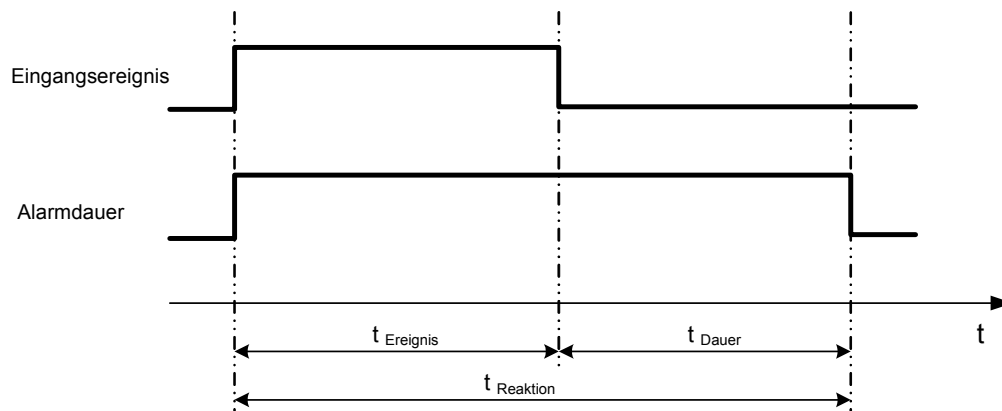 Eingangsereignis
Alarmdauer
t
t Ereignis
t Dauer
t Reaktion